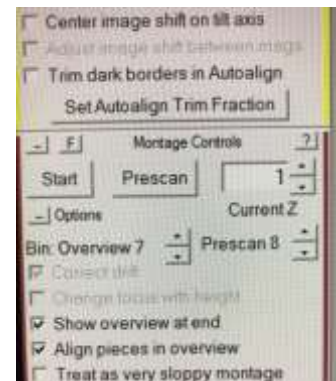 Center image shift on tilt axis
Adjust image shift between mags
Trim dark borders in Autoalign
Set Autoalign Trim Fraction
- F Montage Controls ?
Start Prescan 1
- Options Current Z
Bin: Overview 7 Prescan 8
Correct drift
Change focus with height
Show overview at end
Align pieces in overview
Treat as very sloppy montage